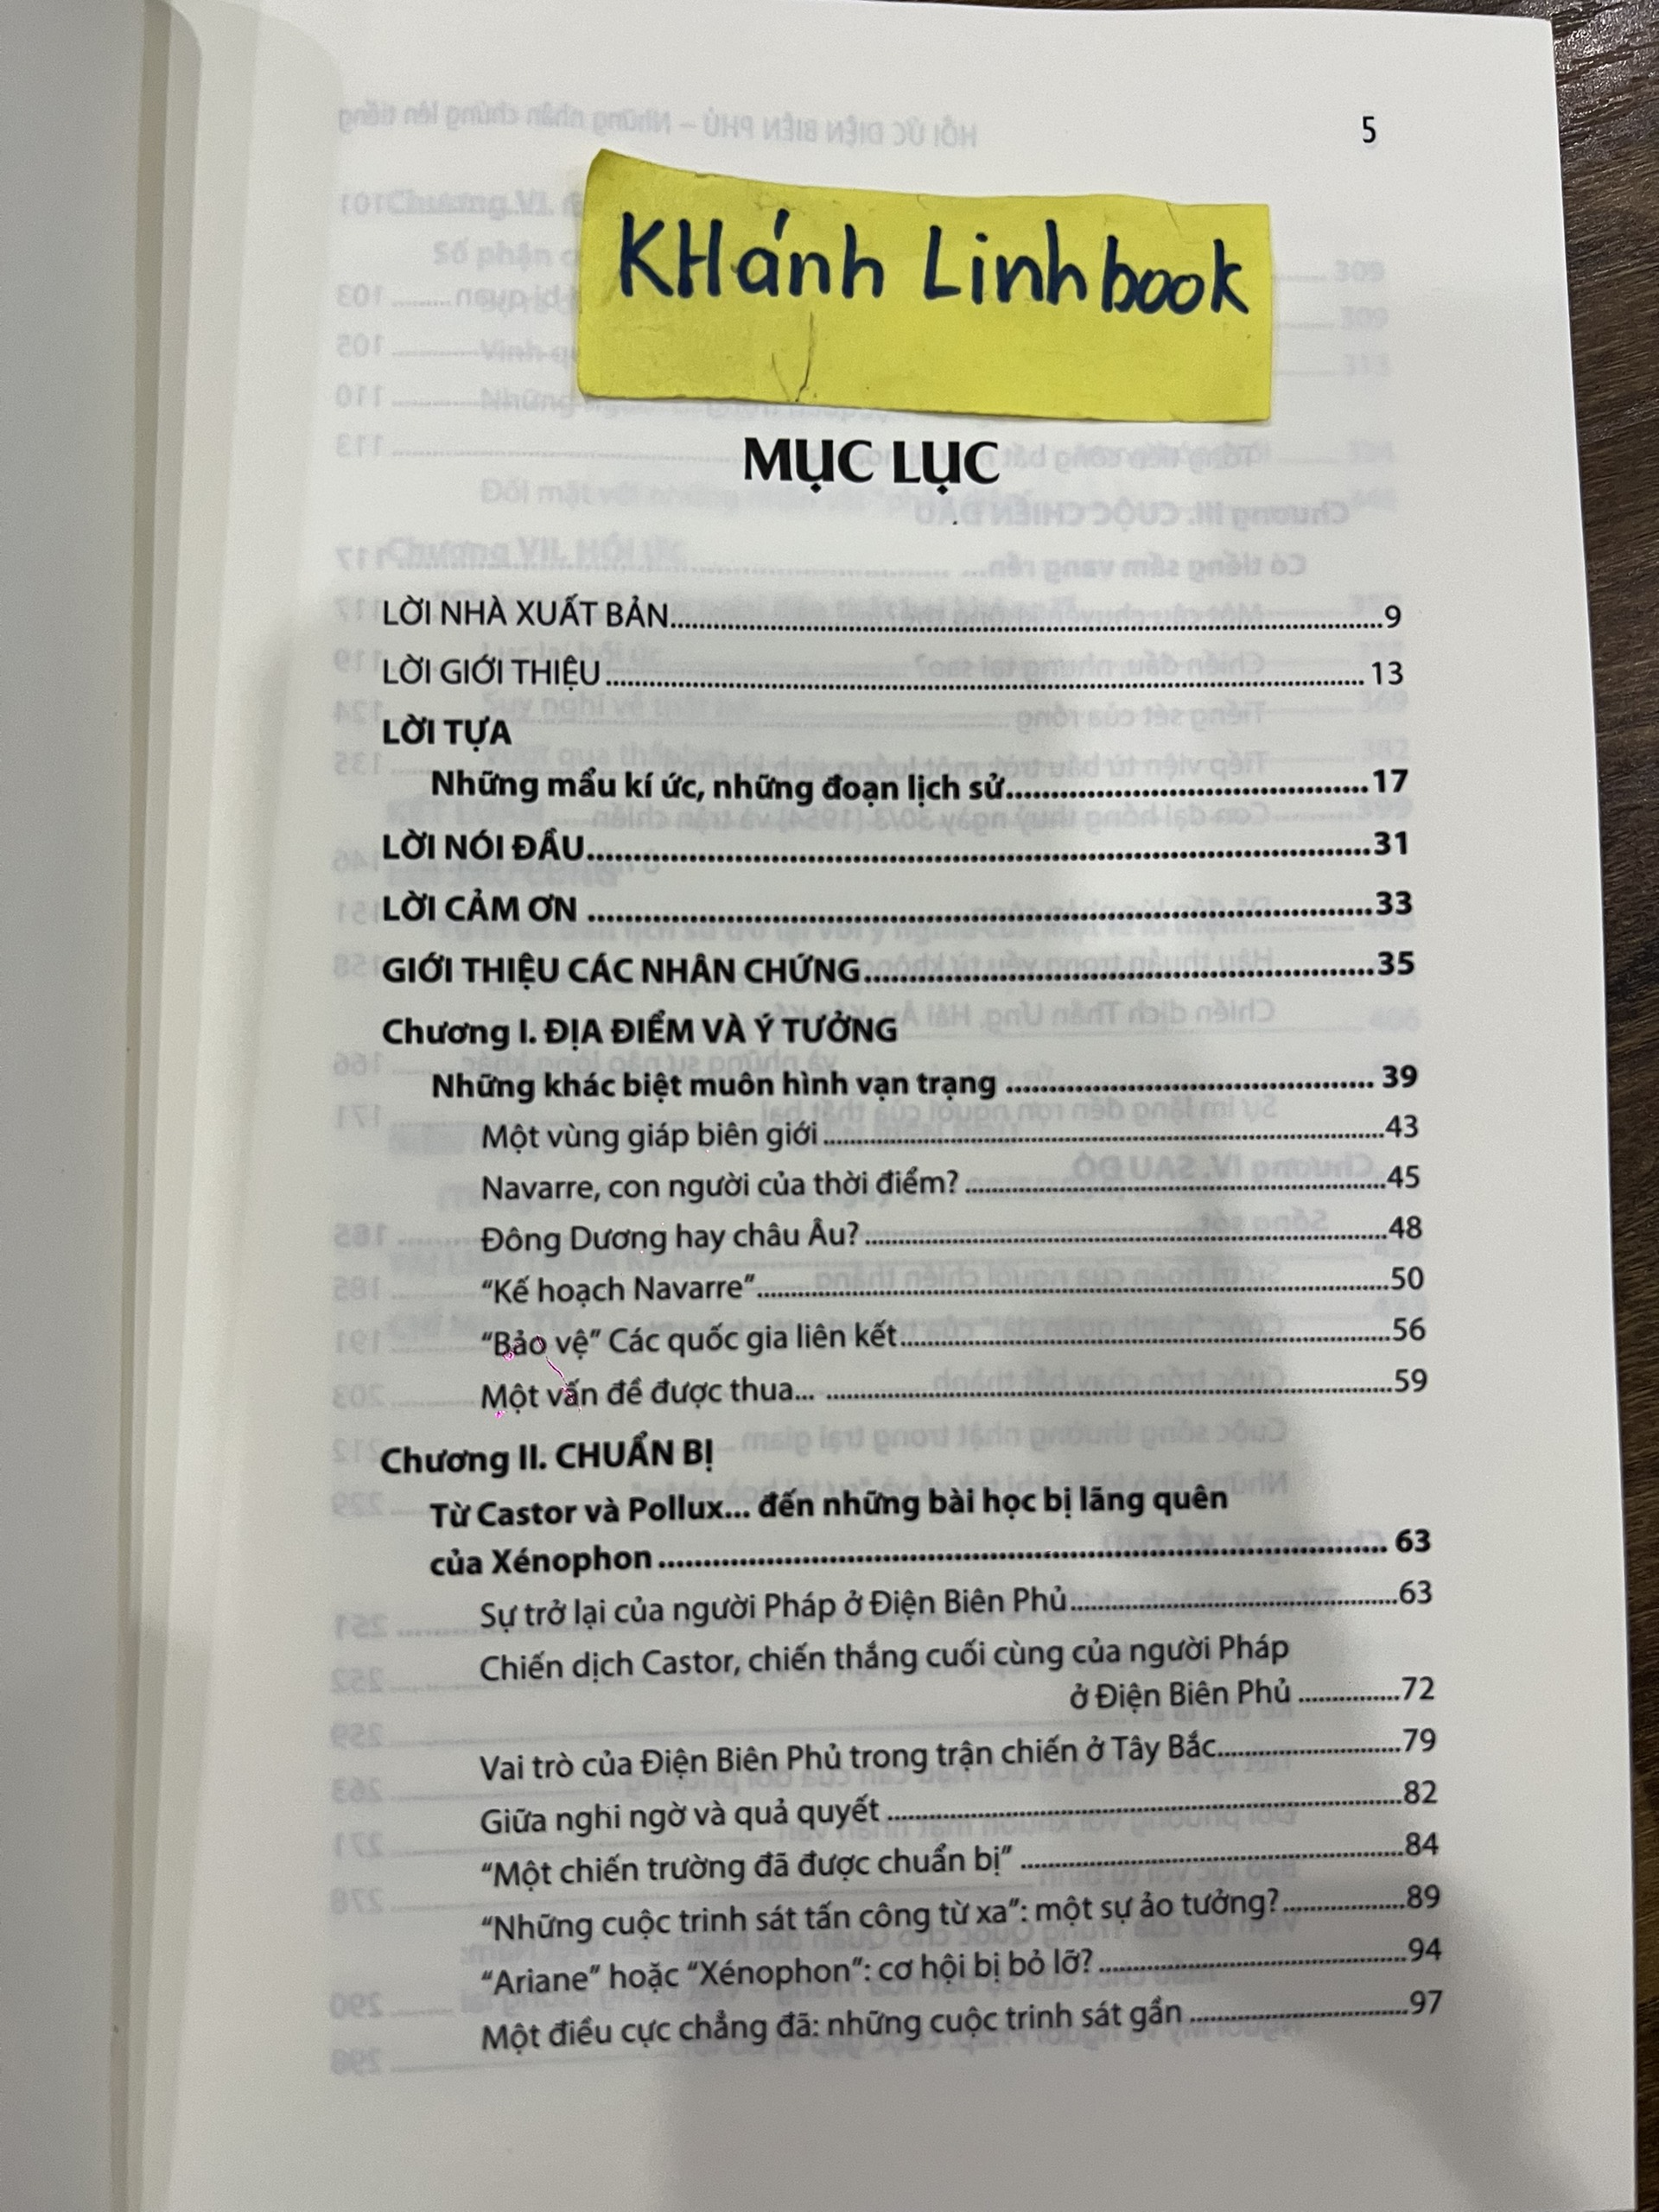 5
KHánh Linh book
MỤC LỤC
LỜI NHÀ XUẤT BẢN................9
LỜI GIỚI THIỆU................ 13
LỜI TỰA
Những mẩu kí ức, những đoạn lịch sử................17
LỜI NÓI ĐẦU................31
LỜI CẢM ƠN ................33
GIỚI THIỆU CÁC NHÂN CHỨNG................35
Chương I. ĐỊA ĐIỂM VÀ Ý TƯỞNG
Những khác biệt muôn hình vạn trạng ................ 39
Một vùng giáp biên giới................43
Navarre, con người của thời điểm?................45
Đông Dương hay châu Âu?................48
“Kế hoạch Navarre”................50
“Bảo vệ” Các quốc gia liên kết................56
Một vấn đề được thua... ................59
Chương II. CHUẨN BỊ
Từ Castor và Pollux... đến những bài học bị lãng quên
của Xénophon................ 63
Sự trở lại của người Pháp ở Điện Biên Phủ................63
Chiến dịch Castor, chiến thắng cuối cùng của người Pháp
ở Điện Biên Phủ ................72
Vai trò của Điện Biên Phủ trong trận chiến ở Tây Bắc................79
Giữa nghi ngờ và quả quyết ................82
“Một chiến trường đã được chuẩn bị” ................84
“Những cuộc trinh sát tấn công từ xa”: một sự ảo tưởng?................89
“Ariane” hoặc “Xénophon”: cơ hội bị bỏ lỡ?................94
Một điều cực chẳng đã: những cuộc trinh sát gần ................97